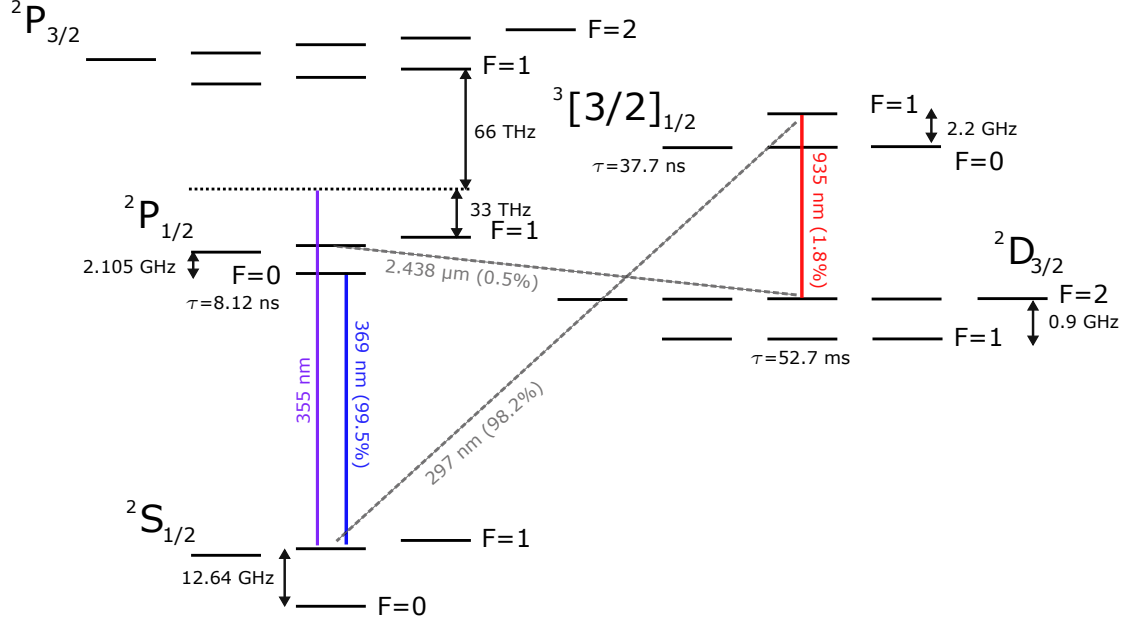 ²P₃/₂
F=2
F=1
66 THz
³[3/2]₁/₂
F=1
2.2 GHz
F=0
τ=37.7 ns
935 nm (1.8%)
²P₁/₂
33 THz
F=1
2.105 GHz
F=0
τ=8.12 ns
2.438 µm (0.5%)
²D₃/₂
F=2
0.9 GHz
F=1
τ=52.7 ms
355 nm
369 nm (99.5%)
297 nm (98.2%)
²S₁/₂
F=1
12.64 GHz
F=0